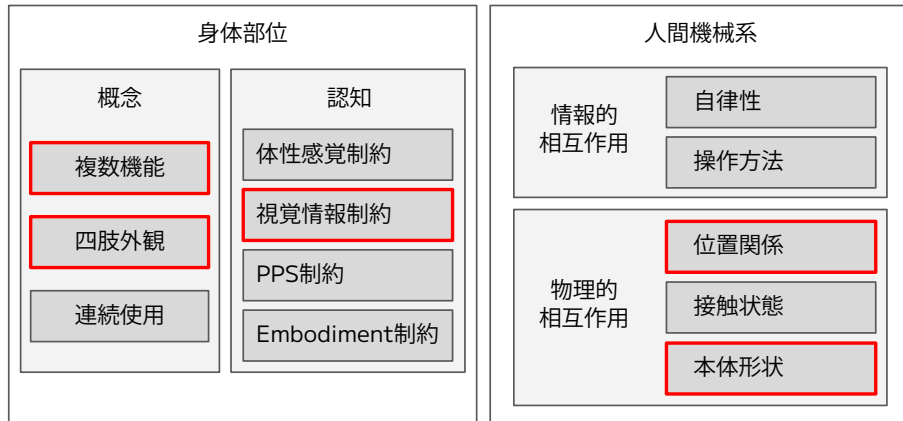 身体部位
概念
複数機能
四肢外観
連続使用
認知
体性感覚制約
視覚情報制約
PPS制約
Embodiment制約
人間機械系
情報的
相互作用
自律性
操作方法
物理的
相互作用
位置関係
接触状態
本体形状